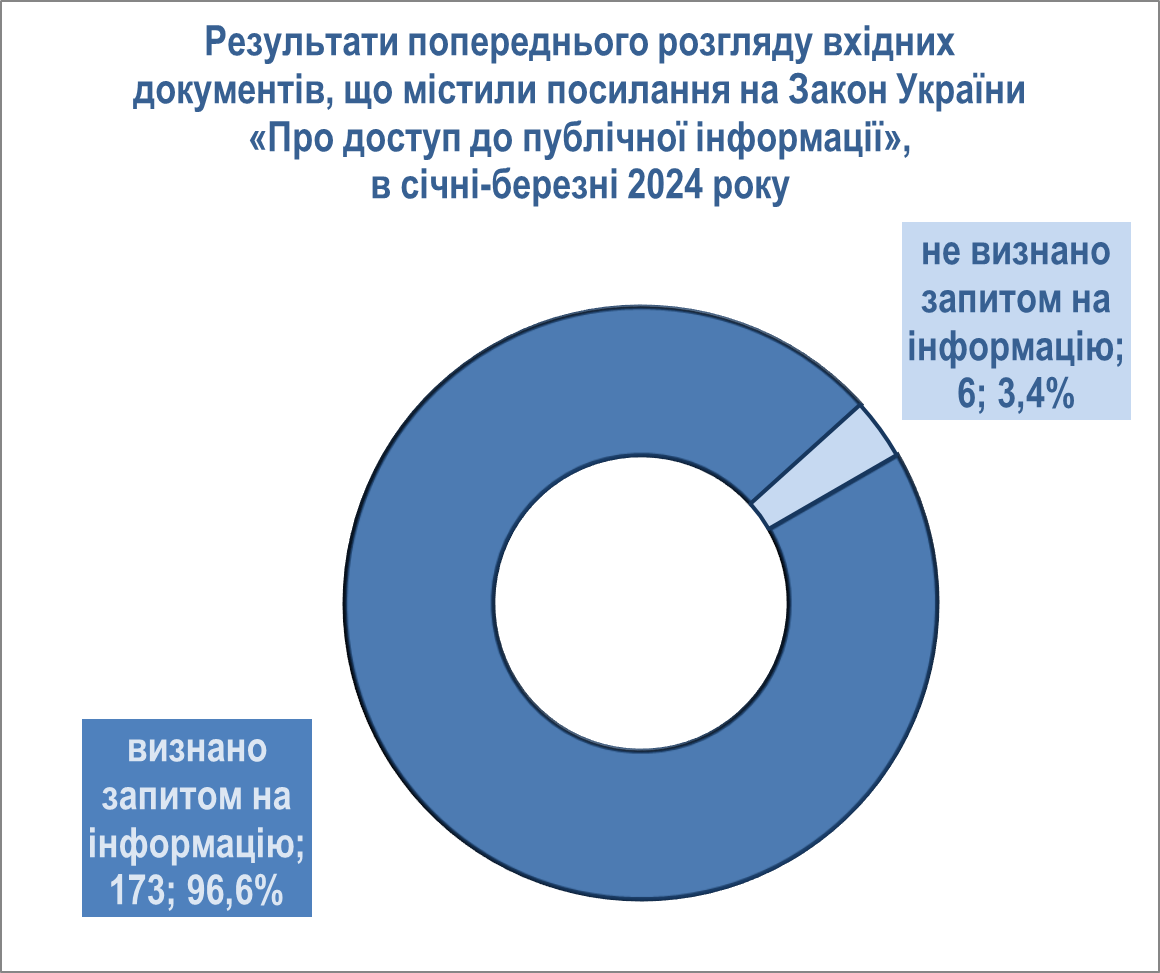 Результати попереднього розгляду вхідних
документів, що містили посилання на Закон України
«Про доступ до публічної інформації»,
в січні-березні 2024 року
не визнано
запитом на
інформацію;
6; 3,4%
визнано
запитом на
інформацію;
173; 96,6%